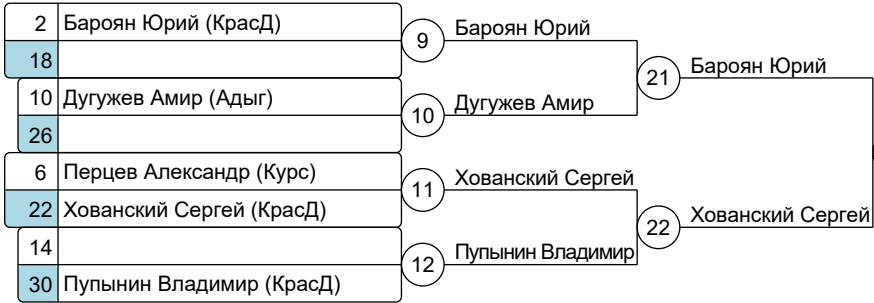 2 Бароян Юрий (КрасД)
18
9 Бароян Юрий
10 Дугужев Амир (Адыг)
26
10 Дугужев Амир
21 Бароян Юрий
6 Перцев Александр (Курс)
22 Хованский Сергей (КрасД)
11 Хованский Сергей
14
30 Пупынин Владимир (КрасД)
12 Пупынин Владимир
22 Хованский Сергей